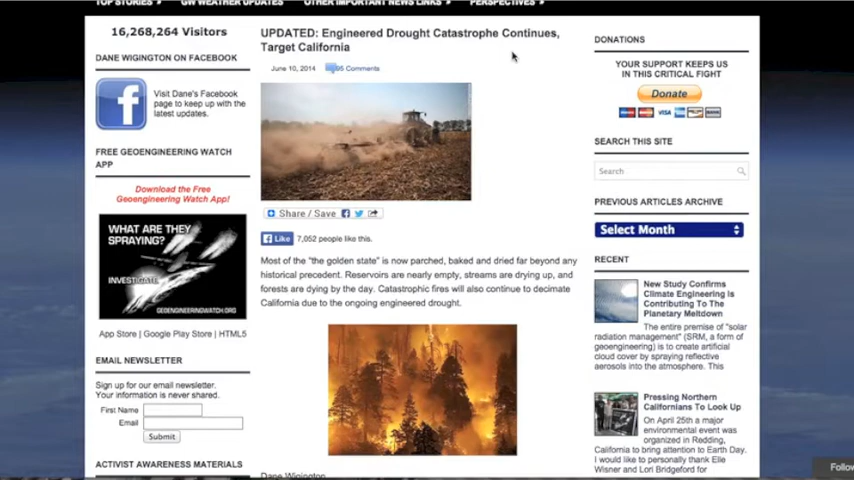 TOP STORIES »
GW WEATHER UPDATES
OTHER IMPORTANT NEWS LINKS »
PERSPECTIVES »
16,268,264 Visitors
DANE WIGINGTON ON FACEBOOK
Visit Dane's Facebook
page to keep up with the
latest updates.
FREE GEOENGINEERING WATCH
APP
Download the Free
Geoengineering Watch App!
WHAT ARE THEY
SPRAYING?
INVESTIGATE
GEOENGINEERINGWATCH.ORG
App Store | Google Play Store | HTML5
EMAIL NEWSLETTER
Sign up for our email newsletter.
Your information is never shared.
First Name
Email
Submit
ACTIVIST AWARENESS MATERIALS
UPDATED: Engineered Drought Catastrophe Continues,
Target California
June 10, 2014
95 Comments
Share / Save
Like
7,052 people like this.
Most of the "the golden state" is now parched, baked and dried far beyond any
historical precedent. Reservoirs are nearly empty, streams are drying up, and
forests are dying by the day. Catastrophic fires will also continue to decimate
California due to the ongoing engineered drought.
Dane Wigington
DONATIONS
YOUR SUPPORT KEEPS US
IN THIS CRITICAL FIGHT
Donate
VISA
BANK
SEARCH THIS SITE
Search
PREVIOUS ARTICLES ARCHIVE
Select Month
RECENT
New Study Confirms
Climate Engineering Is
Contributing To The
Planetary Meltdown
The entire premise of "solar
radiation management" (SRM, a form of
geoengineering) is to create artificial
cloud cover by spraying reflective
aerosols into the atmosphere. This
Pressing Northern
Californians To Look Up
On April 25th a major
environmental event was
organized in Redding,
California to bring attention to Earth Day.
I would like to personally thank Elle
Wisner and Lori Bridgeford for
Follow